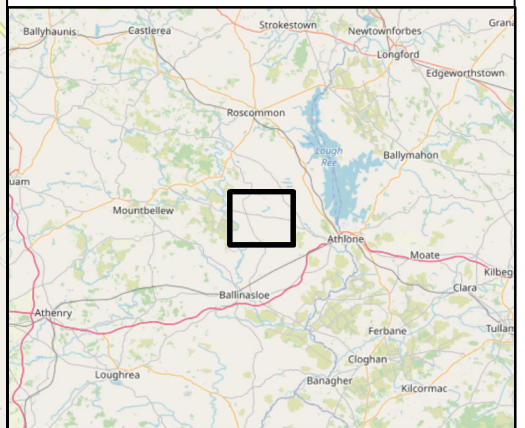 Strokestown
Grana
Ballyhaunis
Castlerea
Newtownforbes
Longford
Edgeworthstown
Roscommon
Lough
Ree
Ballymahon
uam
Mountbellew
Athlone
Moate
Kilbeg
Ballinasloe
Clara
Athenry
Ferbane
Tullan
Cloghan
Loughrea
Banagher
Kilcormac